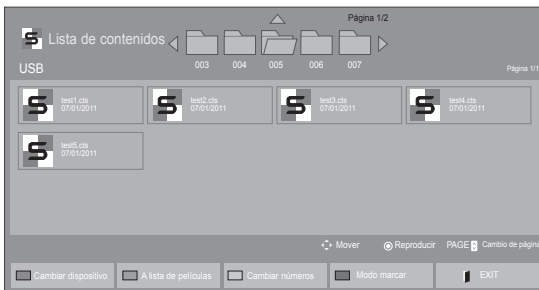 Página 1/2
Lista de contenidos
003 004 005 006 007
USB
Página 1/1
test1.cts
07/01/2011
test2.cts
07/01/2011
test3.cts
07/01/2011
test4.cts
07/01/2011
test5.cts
07/01/2011
Mover Reproducir PAGE Cambio de página
Cambiar dispositivo A lista de películas Cambiar números Modo marcar EXIT